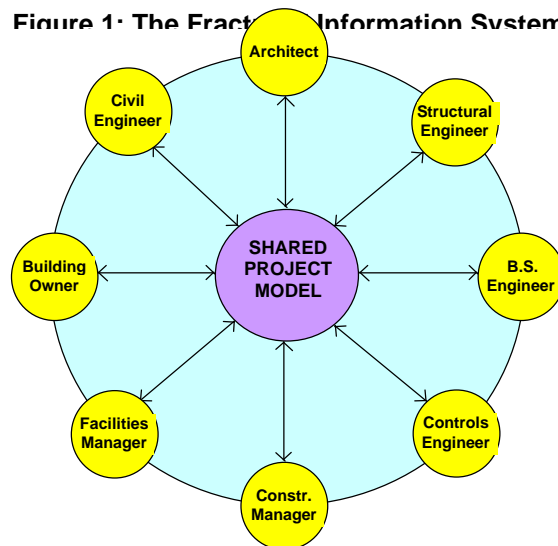 Figure 1: The Information System
Architect
Civil
Engineer
Structural
Engineer
SHARED
PROJECT
MODEL
Building
Owner
B.S.
Engineer
Facilities
Manager
Controls
Engineer
Constr.
Manager